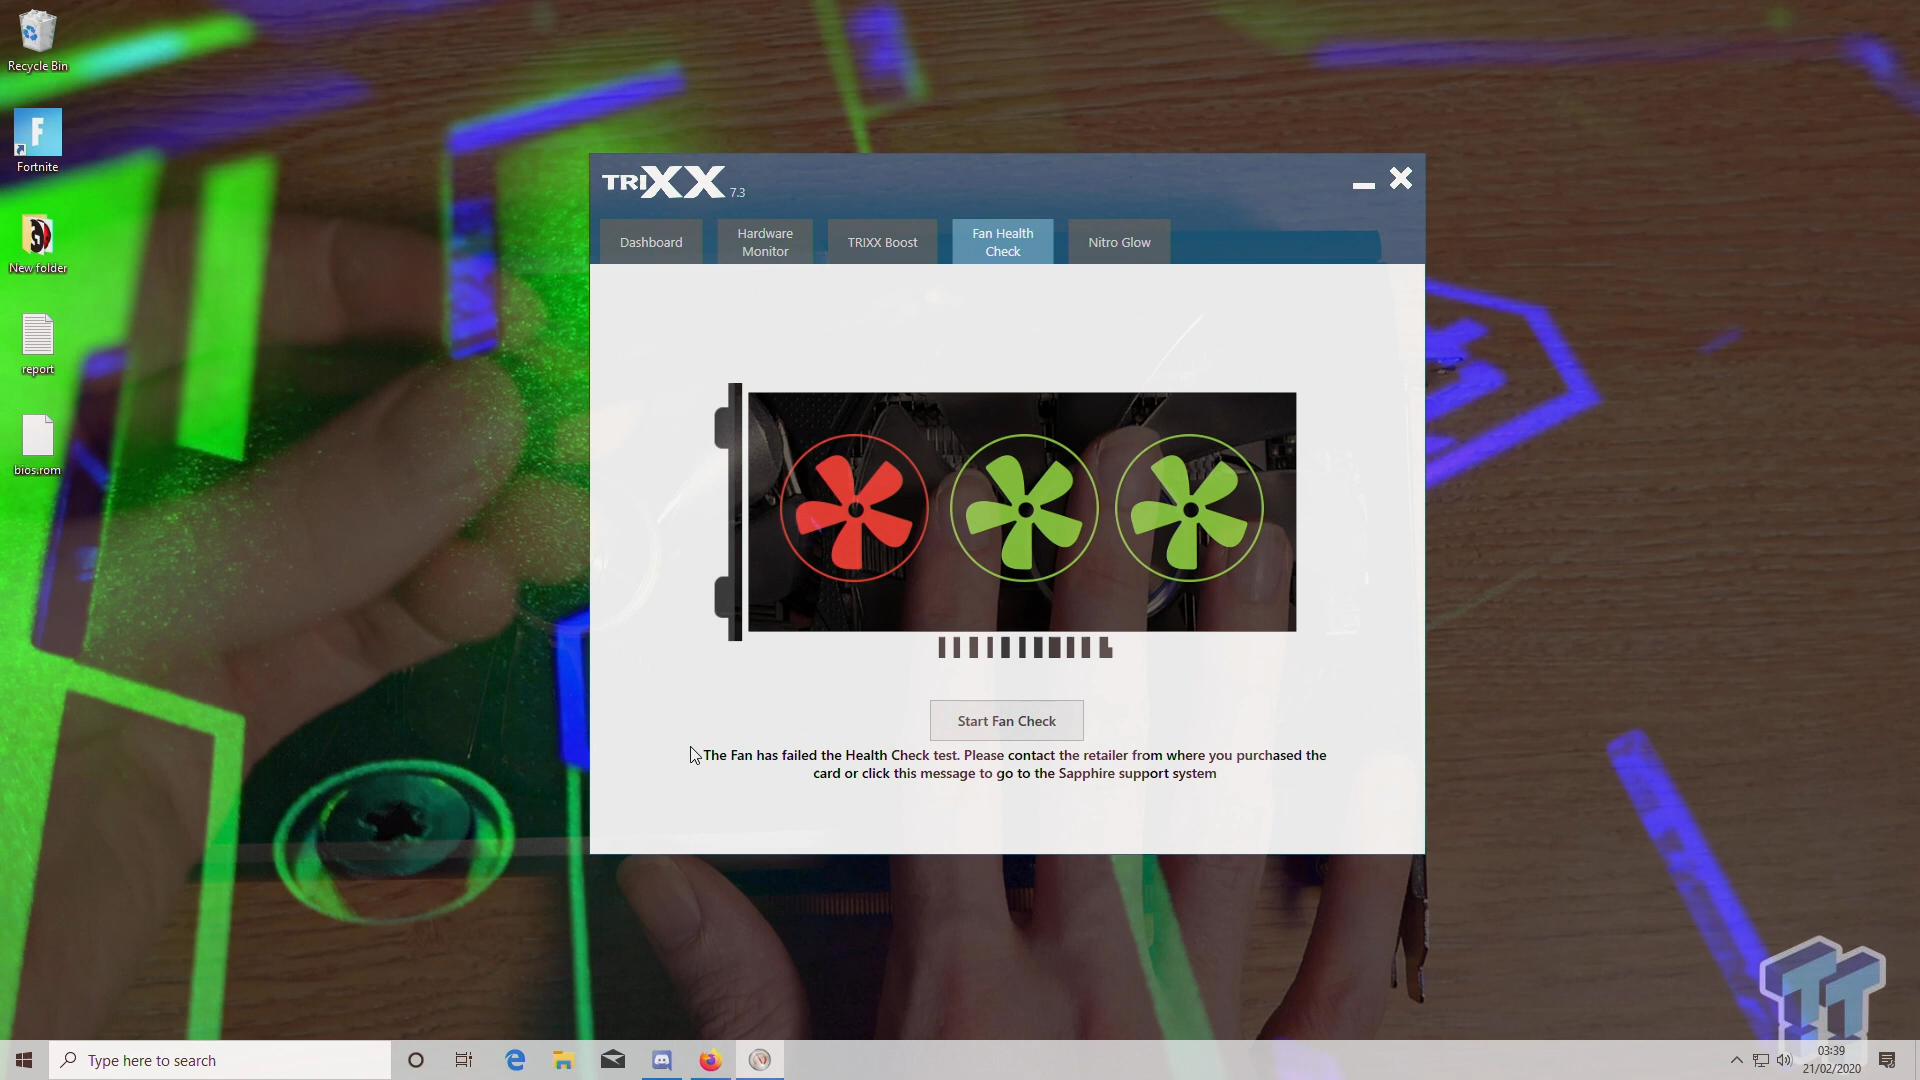 Recycle Bin
F
Fortnite
New folder
report
bios.rom
TRIXX 7.3
Dashboard
Hardware
Monitor
TRIXX Boost
Fan Health
Check
Nitro Glow
Start Fan Check
The Fan has failed the Health Check test. Please contact the retailer from where you purchased the
card or click this message to go to the Sapphire support system
TT
Type here to search
03:39
21/02/2020